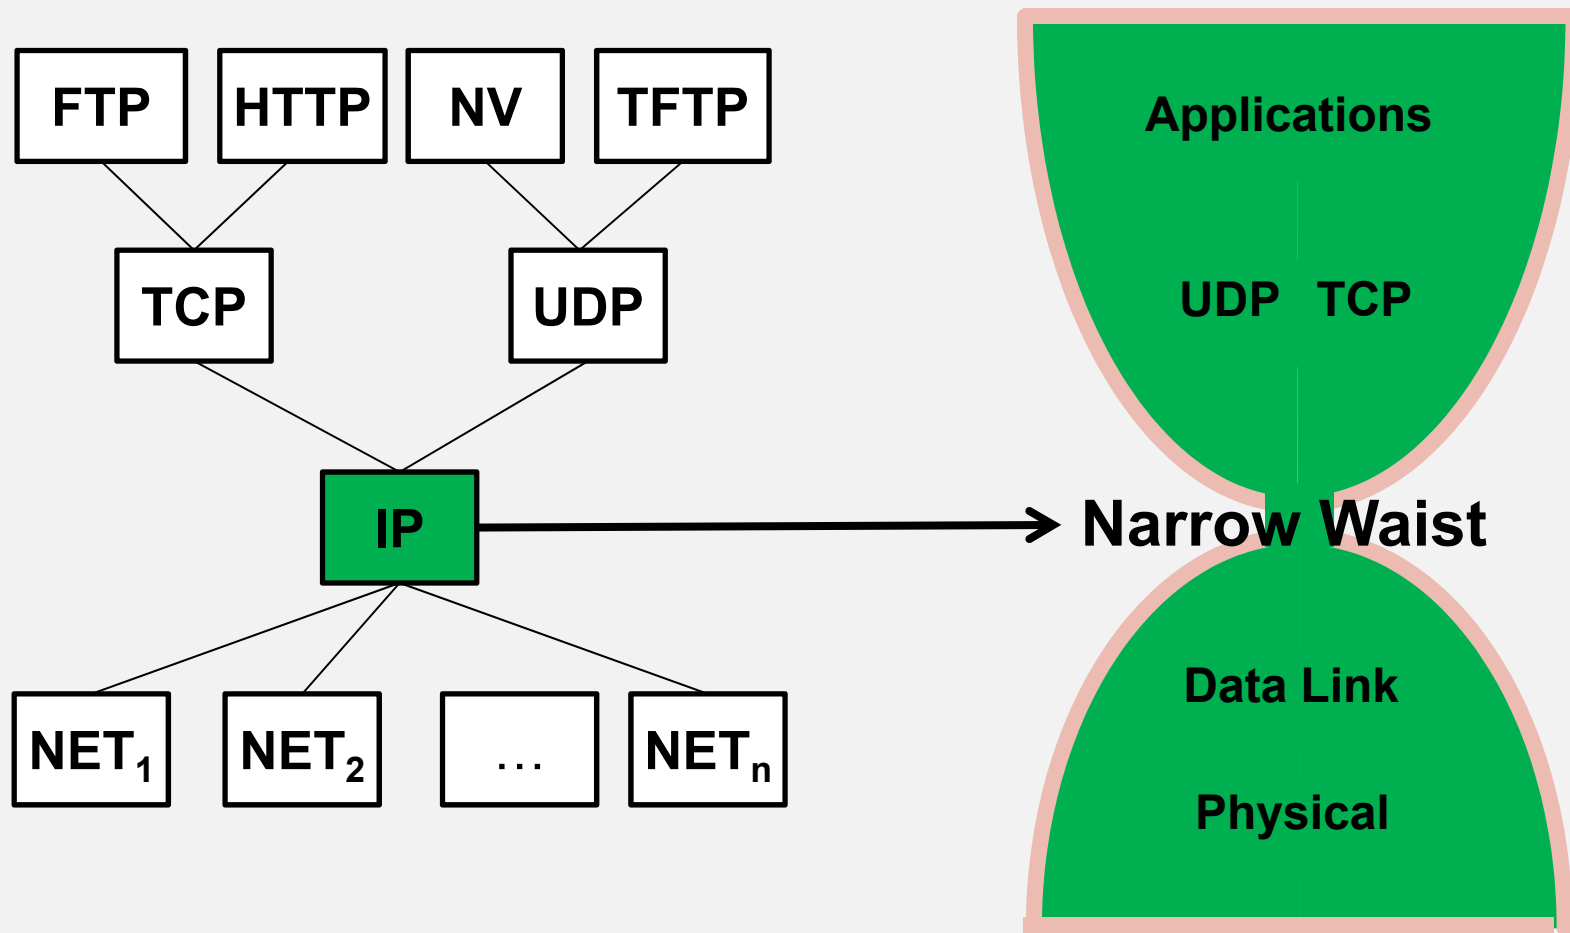 FTP HTTP NV TFTP
TCP UDP
IP
NET1 NET2 ... NETn
Applications
UDP TCP
Narrow Waist
Data Link
Physical